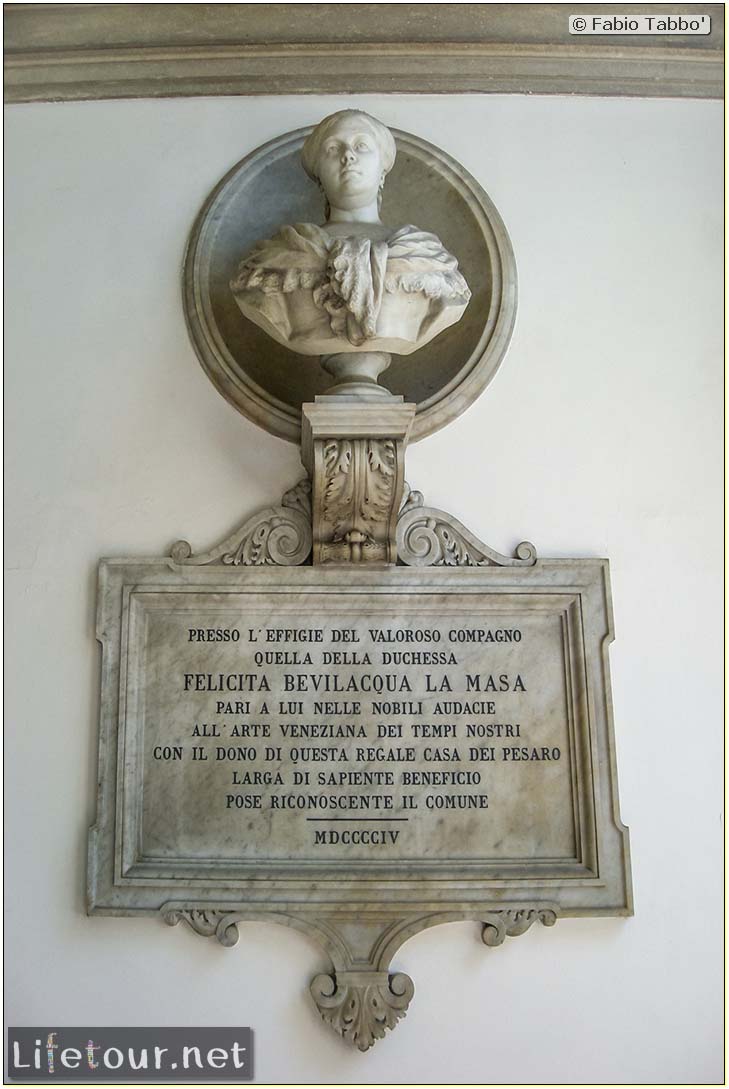 © Fabio Tabbo'
PRESSO L'EFFIGIE DEL VALOROSO COMPAGNO
QUELLA DELLA DUCHESSA
FELICITA BEVILACQUA LA MASA
PARI A LUI NELLE NOBILI AUDACIE
ALL'ARTE VENEZIANA DEI TEMPI NOSTRI
CON IL DONO DI QUESTA REGALE CASA DEI PESARO
LARGA DI SAPIENTE BENEFICIO
POSE RICONOSCENTE IL COMUNE
MDCCCCIV
Lifetour.net